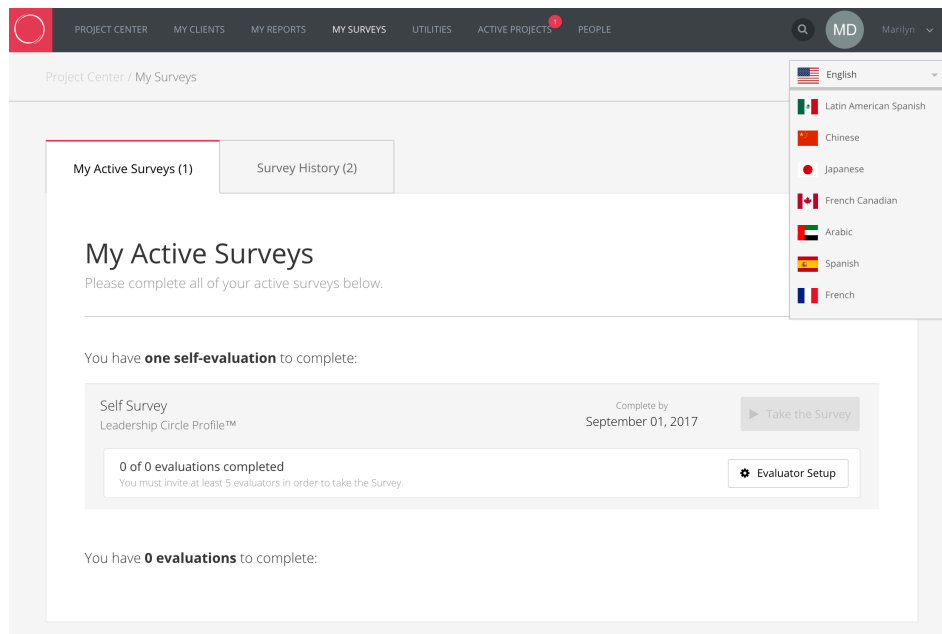 PROJECT CENTER MY CLIENTS MY REPORTS MY SURVEYS UTILITIES ACTIVE PROJECTS 1 PEOPLE MD Marilyn
Project Center / My Surveys
English
Latin American Spanish
Chinese
Japanese
French Canadian
Arabic
Spanish
French
My Active Surveys (1) Survey History (2)
My Active Surveys
Please complete all of your active surveys below.
You have one self-evaluation to complete:
Self Survey
Leadership Circle Profile™
Complete by
September 01, 2017
Take the Survey
0 of 0 evaluations completed
You must invite at least 5 evaluators in order to take the Survey.
Evaluator Setup
You have 0 evaluations to complete: